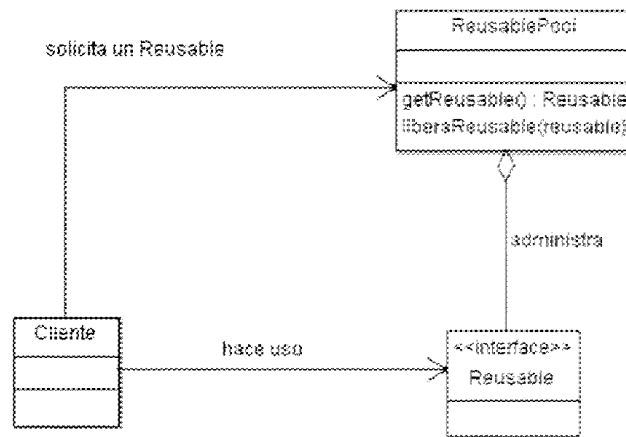 ReusablePool
solicita un Reusable
getReusable() : Reusable
liberaReusable(reusable)
administra
Cliente
hace uso
<<interface>>
Reusable